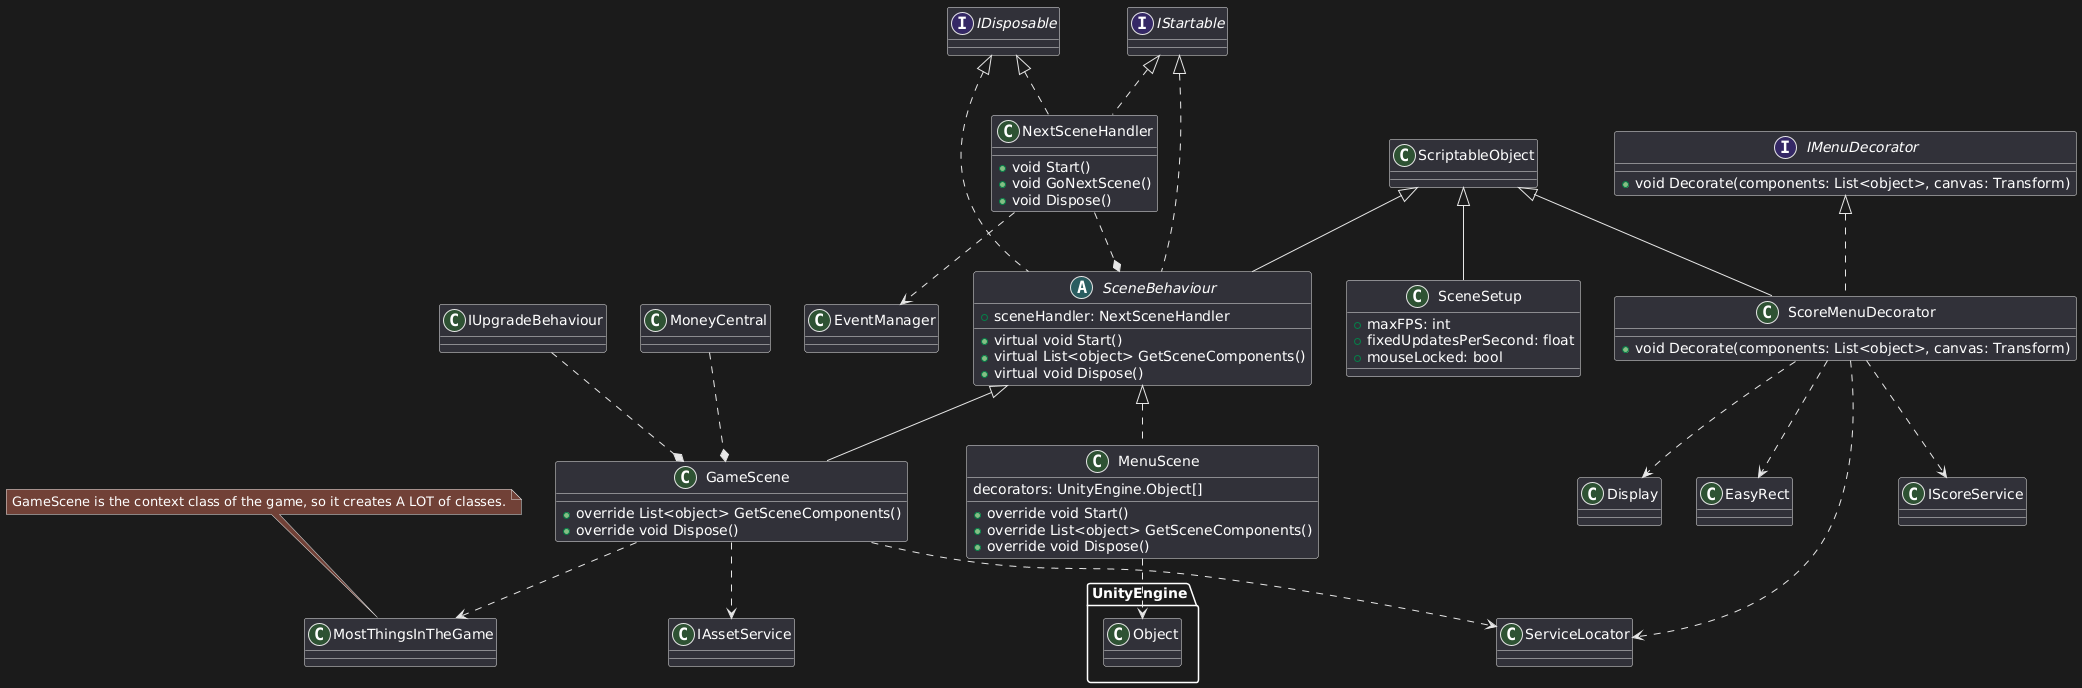 I IDisposable
I IStartable
C NextSceneHandler
void Start()
void GoNextScene()
void Dispose()
C ScriptableObject
I IMenuDecorator
void Decorate(components: List<object>, canvas: Transform)
C IUpgradeBehaviour
C MoneyCentral
C EventManager
A SceneBehaviour
sceneHandler: NextSceneHandler
virtual void Start()
virtual List<object> GetSceneComponents()
virtual void Dispose()
C SceneSetup
maxFPS: int
fixedUpdatesPerSecond: float
mouseLocked: bool
C ScoreMenuDecorator
void Decorate(components: List<object>, canvas: Transform)
GameScene is the context class of the game, so it creates A LOT of classes.
C GameScene
override List<object> GetSceneComponents()
override void Dispose()
C MenuScene
decorators: UnityEngine.Object[]
override void Start()
override List<object> GetSceneComponents()
override void Dispose()
C Display
C EasyRect
C IScoreService
C MostThingsInTheGame
C IAssetService
UnityEngine
C Object
C ServiceLocator